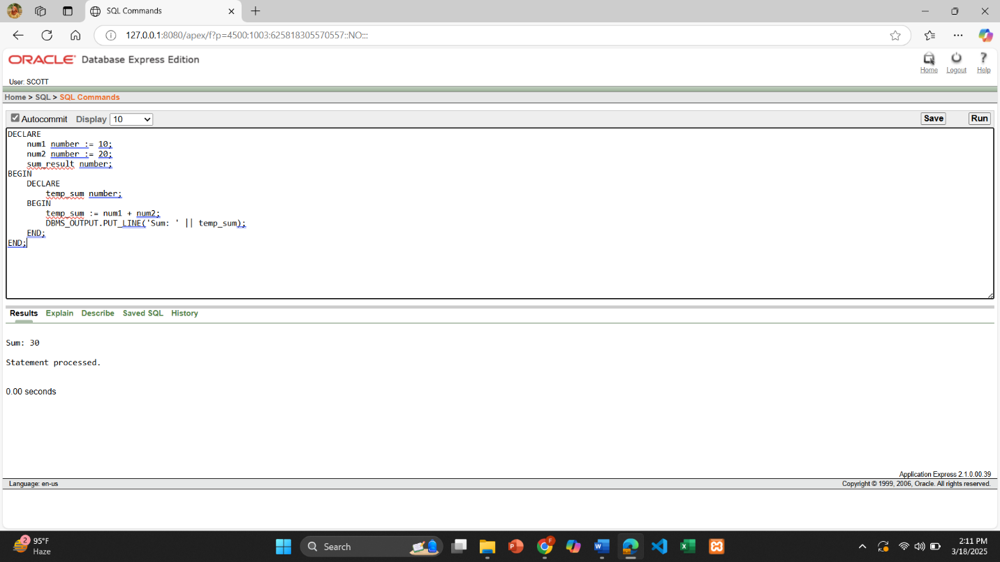 SQL Commands
127.0.0.1:8080/apex/f?p=4500:1003:625818305570557::NO:::
ORACLE® Database Express Edition
Home Logout Help
User: SCOTT
Home > SQL > SQL Commands
Autocommit Display 10 Save Run
DECLARE
    num1 number := 10;
    num2 number := 20;
    sum_result number;
BEGIN
    DECLARE
        temp_sum number;
    BEGIN
        temp_sum := num1 + num2;
        DBMS_OUTPUT.PUT_LINE('Sum: ' || temp_sum);
    END;
END;
Results Explain Describe Saved SQL History
Sum: 30
Statement processed.
0.00 seconds
Application Express 2.1.0.00.39
Language: en-us Copyright © 1999, 2006, Oracle. All rights reserved.
2 95°F
Haze
Search
F
2:11 PM
3/18/2025